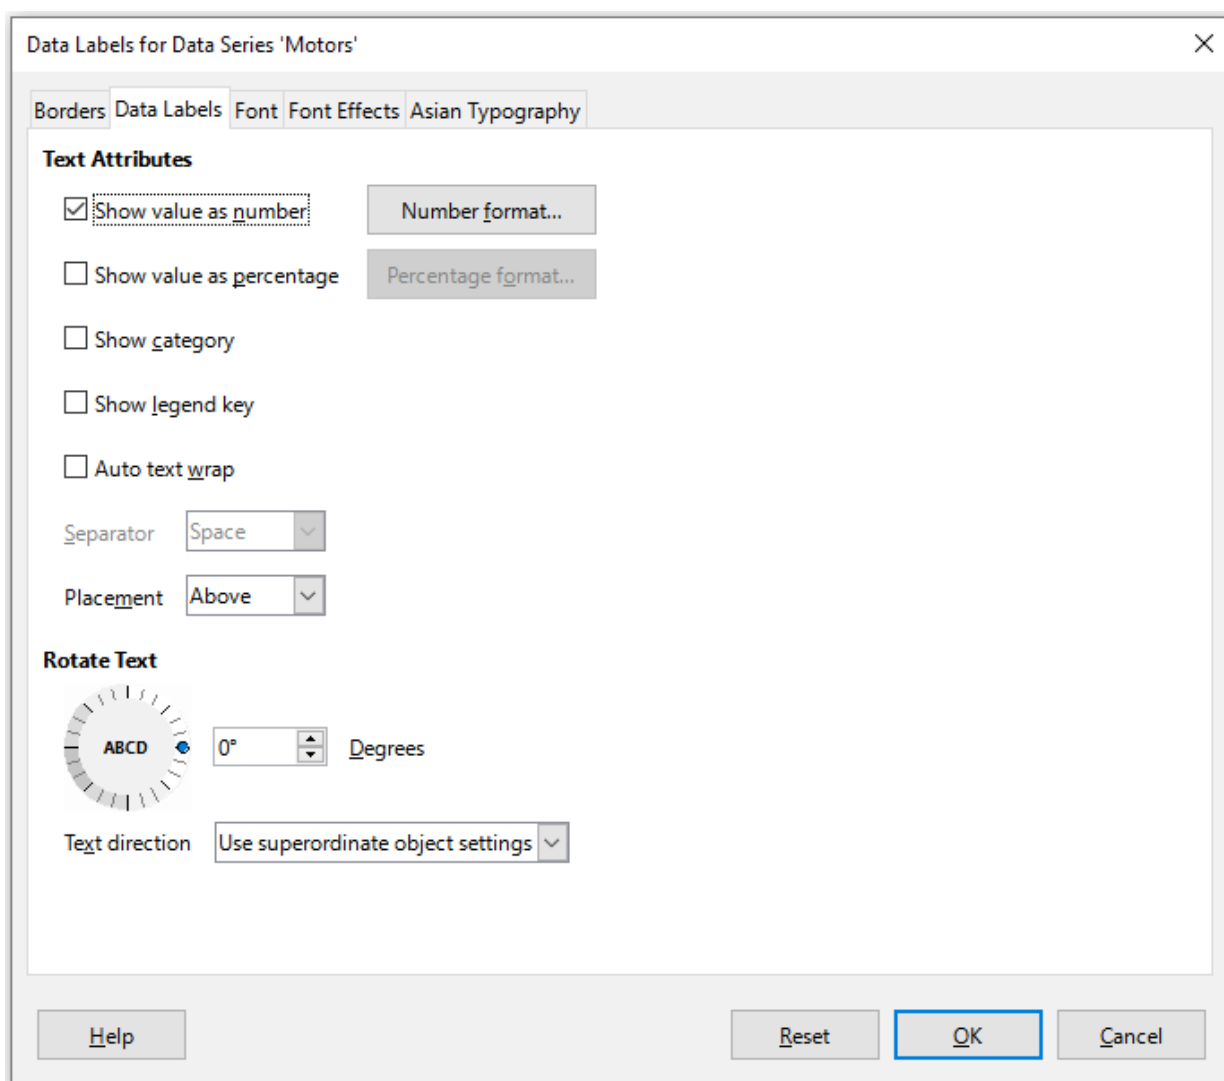 Data Labels for Data Series 'Motors'
Borders Data Labels Font Font Effects Asian Typography
Text Attributes
Show value as number Number format...
Show value as percentage Percentage format...
Show category
Show legend key
Auto text wrap
Separator Space
Placement Above
Rotate Text
ABCD 0° Degrees
Text direction Use superordinate object settings
Help Reset OK Cancel